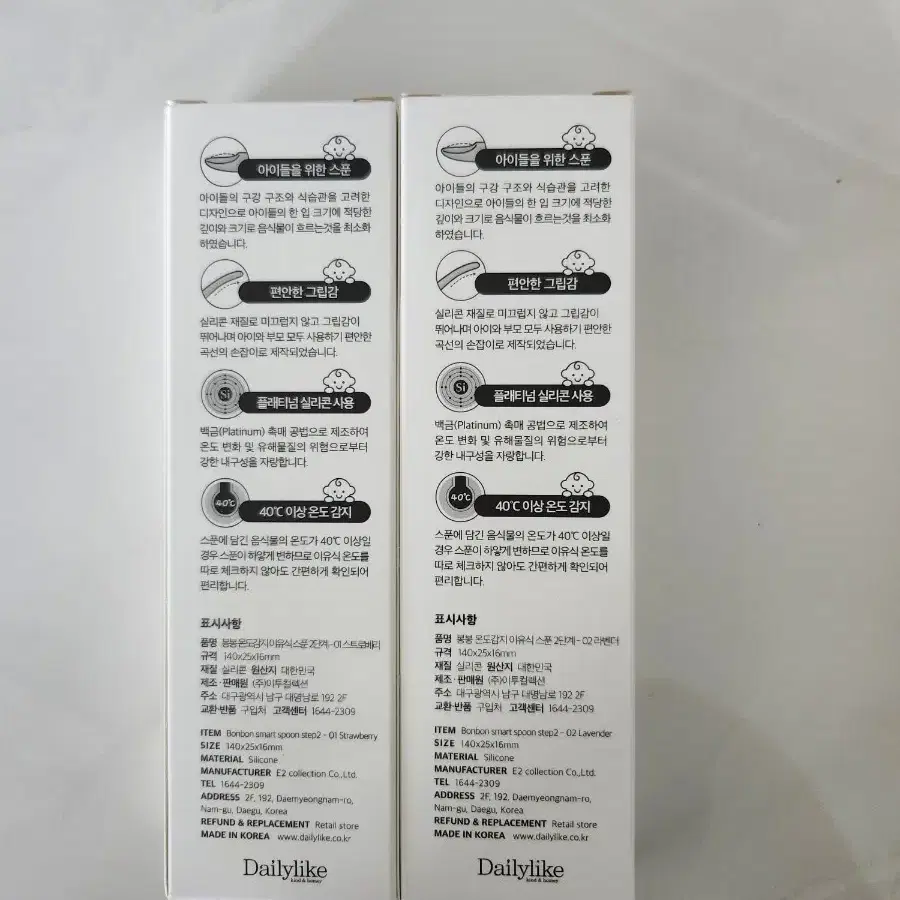 아이들을 위한 스푼
아이들의 구강 구조와 식습관을 고려한
디자인으로 아이들의 한 입 크기에 적당한
깊이와 크기로 음식물이 흐르는것을 최소화
하였습니다.
편안한 그립감
실리콘 재질로 미끄럽지 않고 그립감이
뛰어나며 아이와 부모 모두 사용하기 편안한
곡선의 손잡이로 제작되었습니다.
Si
플래티넘 실리콘 사용
백금(Platinum) 촉매 공법으로 제조하여
온도 변화 및 유해물질의 위험으로부터
강한 내구성을 자랑합니다.
40℃
40℃ 이상 온도 감지
스푼에 담긴 음식물의 온도가 40℃ 이상일
경우 스푼이 하얗게 변하므로 이유식 온도를
따로 체크하지 않아도 간편하게 확인되어
편리합니다.
표시사항
품명 봉봉 온도감지 이유식 스푼 2단계 - 01 스트로베리
규격 140x25x16mm
재질 실리콘 원산지 대한민국
제조·판매원 (주)이투컬렉션
주소 대구광역시 남구 대명남로 192 2F
교환·반품 구입처 고객센터 1644-2309
ITEM Bonbon smart spoon step2 - 01 Strawberry
SIZE 140x25x16mm
MATERIAL Silicone
MANUFACTURER E2 collection Co.,Ltd.
TEL 1644-2309
ADDRESS 2F, 192, Daemyeongnam-ro,
Nam-gu, Daegu, Korea
REFUND & REPLACEMENT Retail store
MADE IN KOREA www.dailylike.co.kr
Dailylike
kind & honey
아이들을 위한 스푼
아이들의 구강 구조와 식습관을 고려한
디자인으로 아이들의 한 입 크기에 적당한
깊이와 크기로 음식물이 흐르는것을 최소화
하였습니다.
편안한 그립감
실리콘 재질로 미끄럽지 않고 그립감이
뛰어나며 아이와 부모 모두 사용하기 편안한
곡선의 손잡이로 제작되었습니다.
Si
플래티넘 실리콘 사용
백금(Platinum) 촉매 공법으로 제조하여
온도 변화 및 유해물질의 위험으로부터
강한 내구성을 자랑합니다.
40℃
40℃ 이상 온도 감지
스푼에 담긴 음식물의 온도가 40℃ 이상일
경우 스푼이 하얗게 변하므로 이유식 온도를
따로 체크하지 않아도 간편하게 확인되어
편리합니다.
표시사항
품명 봉봉 온도감지 이유식 스푼 2단계 - 02 라벤더
규격 140x25x16mm
재질 실리콘 원산지 대한민국
제조·판매원 (주)이투컬렉션
주소 대구광역시 남구 대명남로 192 2F
교환·반품 구입처 고객센터 1644-2309
ITEM Bonbon smart spoon step2 - 02 Lavender
SIZE 140x25x16mm
MATERIAL Silicone
MANUFACTURER E2 collection Co.,Ltd.
TEL 1644-2309
ADDRESS 2F, 192, Daemyeongnam-ro,
Nam-gu, Daegu, Korea
REFUND & REPLACEMENT Retail store
MADE IN KOREA www.dailylike.co.kr
Dailylike